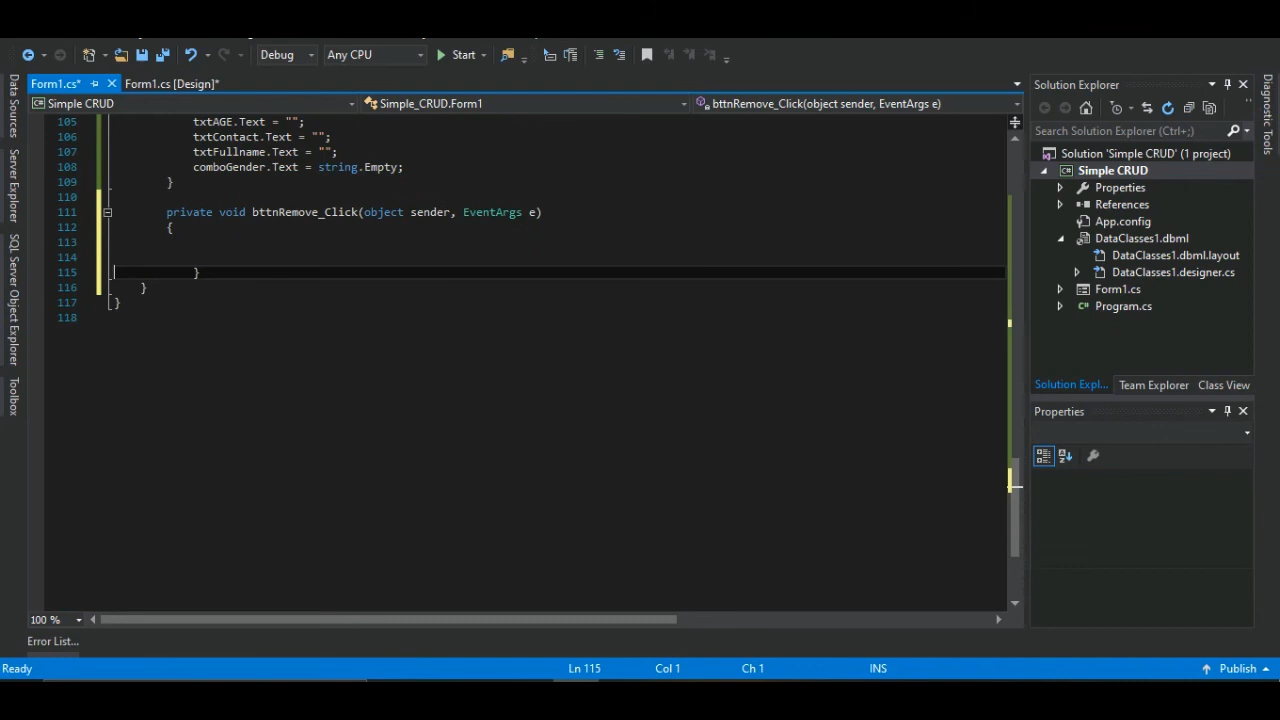 Debug
Any CPU
Start
Form1.cs*
Form1.cs [Design]*
Simple CRUD
Simple_CRUD.Form1
bttnRemove_Click(object sender, EventArgs e)
105 txtAGE.Text = "";
106 txtContact.Text = "";
107 txtFullname.Text = "";
108 comboGender.Text = string.Empty;
109 }
110
111 private void bttnRemove_Click(object sender, EventArgs e)
112 {
113
114
115 }
116 }
117 }
118
100 %
Error List...
Ready
Ln 115
Col 1
Ch 1
INS
Publish
Data Sources
Server Explorer
SQL Server Object Explorer
Toolbox
Solution Explorer
Search Solution Explorer (Ctrl+;)
Solution 'Simple CRUD' (1 project)
Simple CRUD
Properties
References
App.config
DataClasses1.dbml
DataClasses1.dbml.layout
DataClasses1.designer.cs
Form1.cs
Program.cs
Solution Expl...
Team Explorer
Class View
Properties
Diagnostic Tools